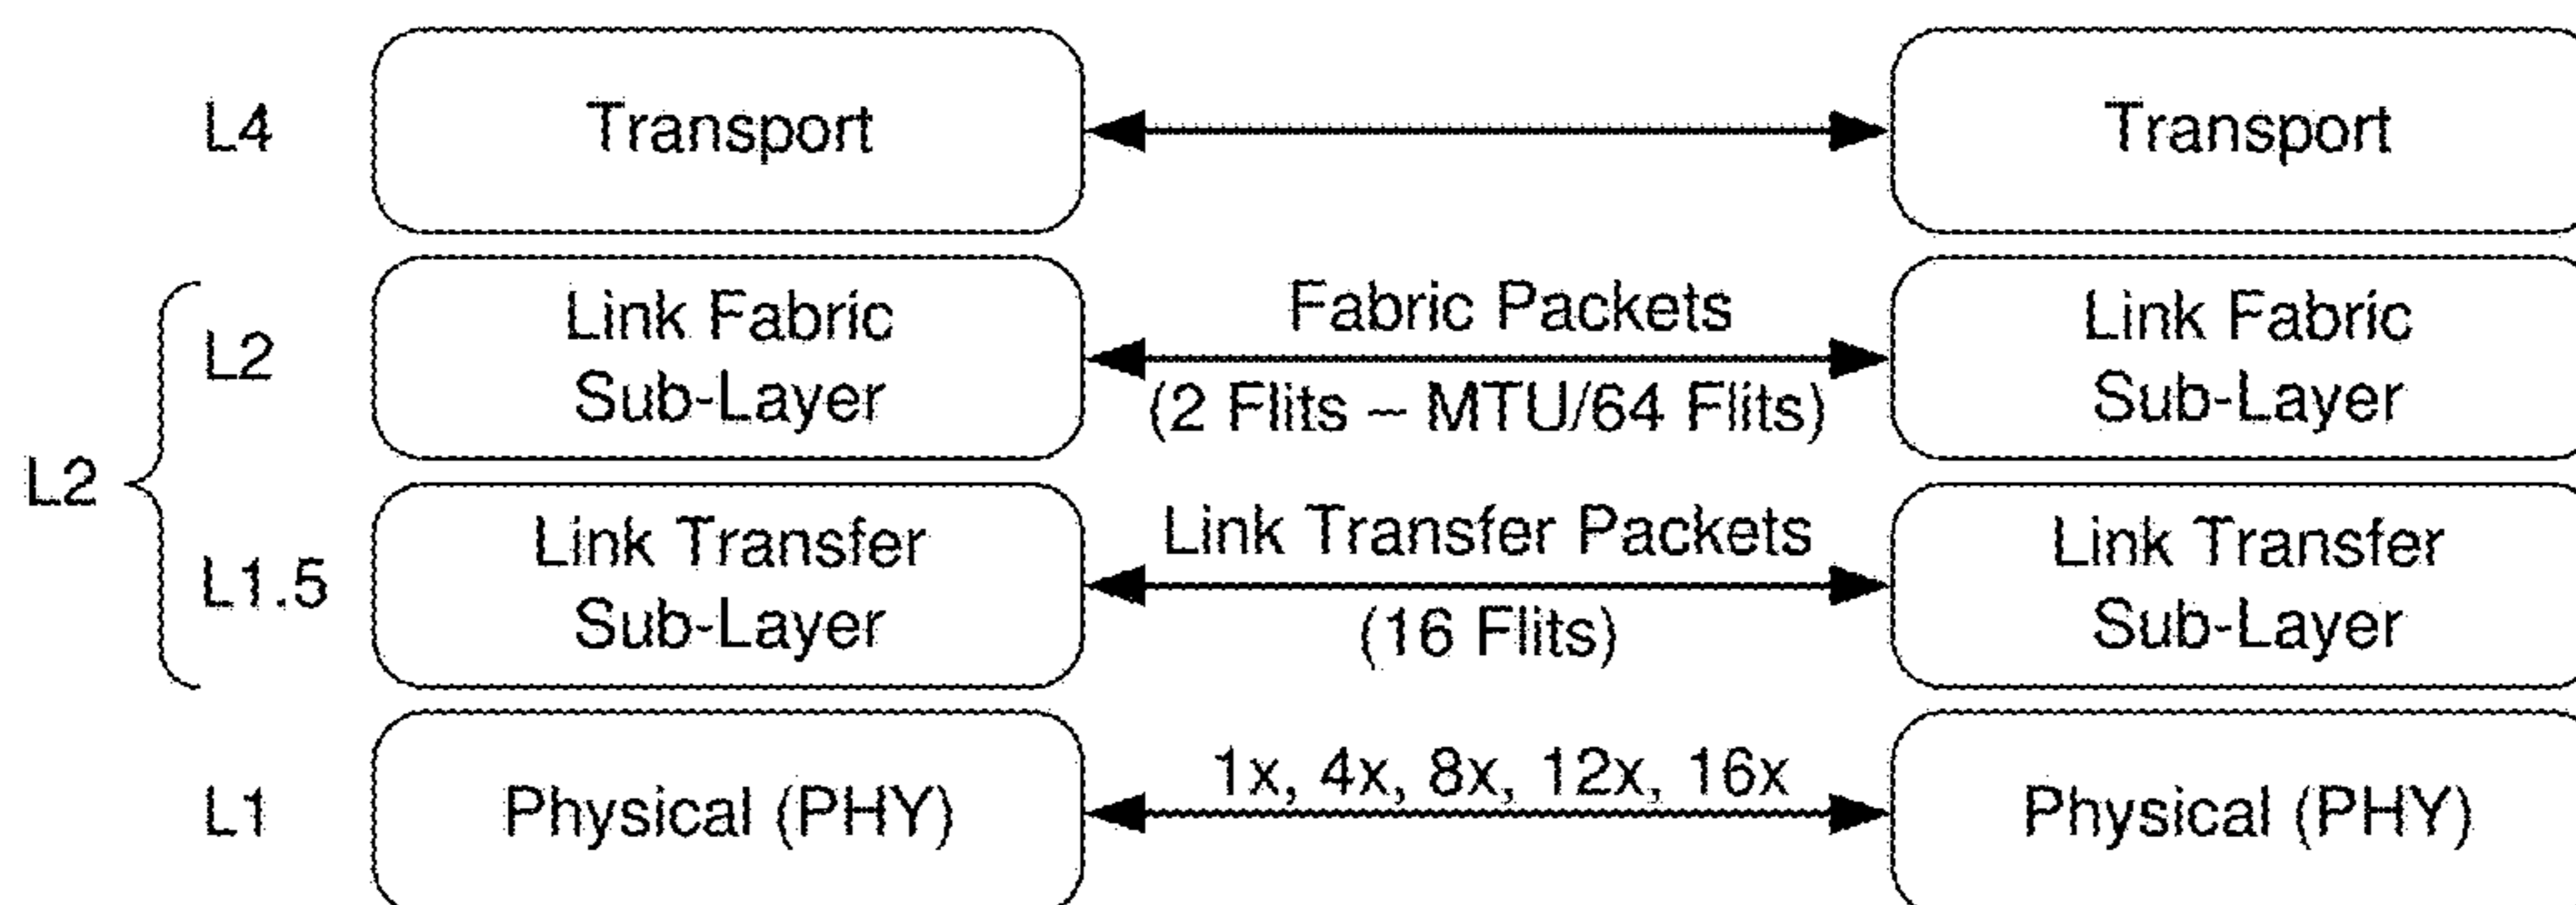 L4
Transport
Transport
L2
L2
Link Fabric
Sub-Layer
Fabric Packets
(2 Flits – MTU/64 Flits)
Link Fabric
Sub-Layer
L1.5
Link Transfer
Sub-Layer
Link Transfer Packets
(16 Flits)
Link Transfer
Sub-Layer
L1
Physical (PHY)
1x, 4x, 8x, 12x, 16x
Physical (PHY)